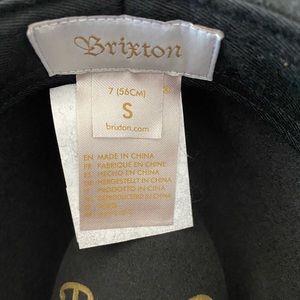 Brixton
7 (56CM)
S
brixton.com
EN MADE IN CHINA
FR FABRIQUE EN CHINE
ES HECHO EN CHINA
DE HERGESTELLT IN CHINA
PRODOTTO IN CINA